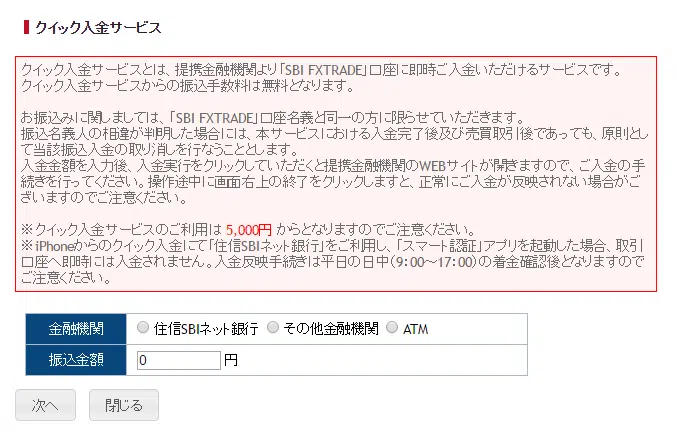 クイック入金サービス
クイック入金サービスとは、提携金融機関より「SBI FXTRADE」口座に即時ご入金いただけるサービスです。
クイック入金サービスからの振込手数料は無料となります。
お振込みに関しましては、「SBI FXTRADE」口座名義と同一の方に限らせていただきます。
振込名義人の相違が判明した場合には、本サービスにおける入金完了後及び売買取引後であっても、原則とし
て当該振込入金の取り消しを行なうこととします。
入金金額を入力後、入金実行をクリックしていただくと提携金融機関のWEBサイトが開きますので、ご入金の手
続きを行ってください。操作途中に画面右上の終了をクリックしますと、正常にご入金が反映されない場合がご
ざいますのでご注意ください。
※クイック入金サービスのご利用は 5,000円 からとなりますのでご注意ください。
※iPhoneからのクイック入金にて「住信SBIネット銀行」をご利用し、「スマート認証」アプリを起動した場合、取引
口座へ即時には入金されません。入金反映手続きは平日の日中（9:00～17:00）の着金確認後となりますので
ご注意ください。
金融機関 住信SBIネット銀行 その他金融機関 ATM
振込金額 0 円
次へ 閉じる